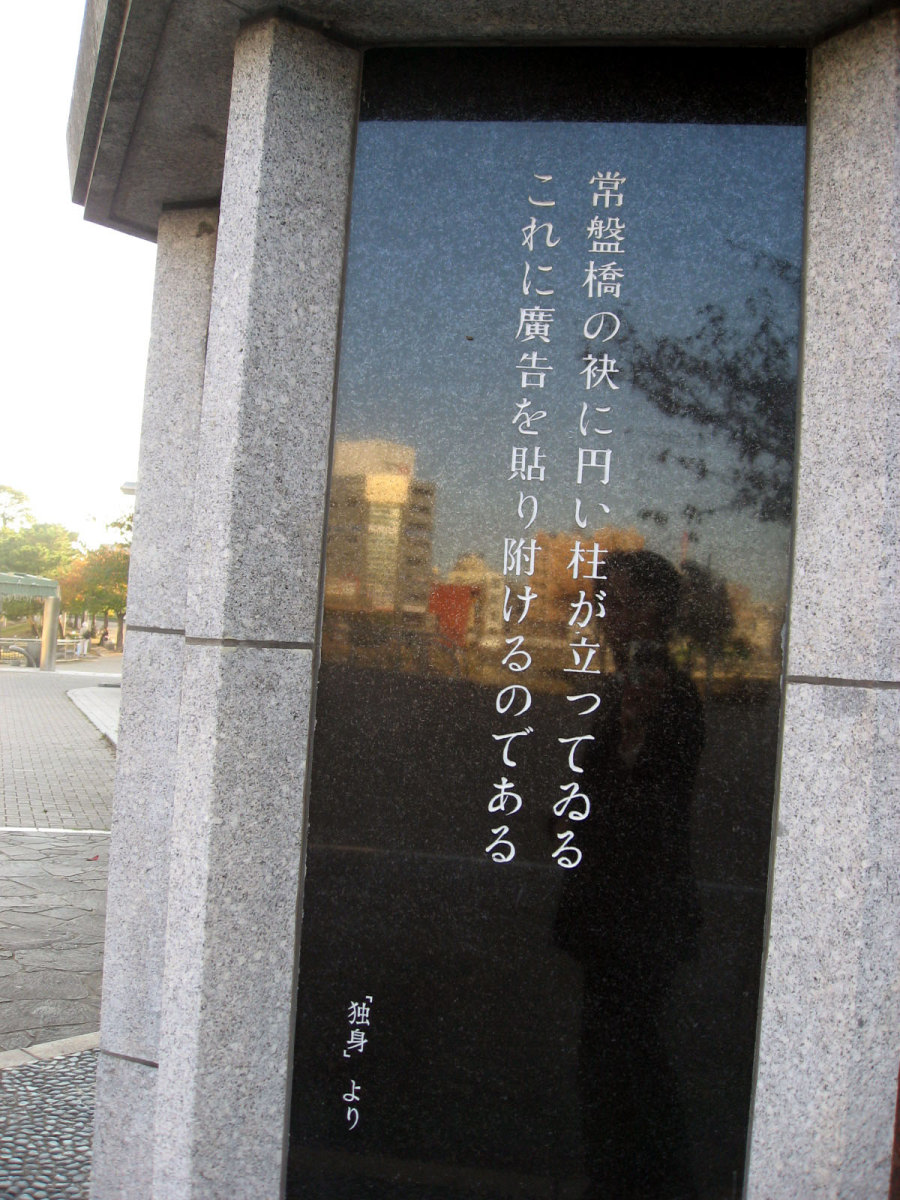 常盤橋の袂に円い柱が立つてゐる
これに廣告を貼り附けるのである
「独身」より